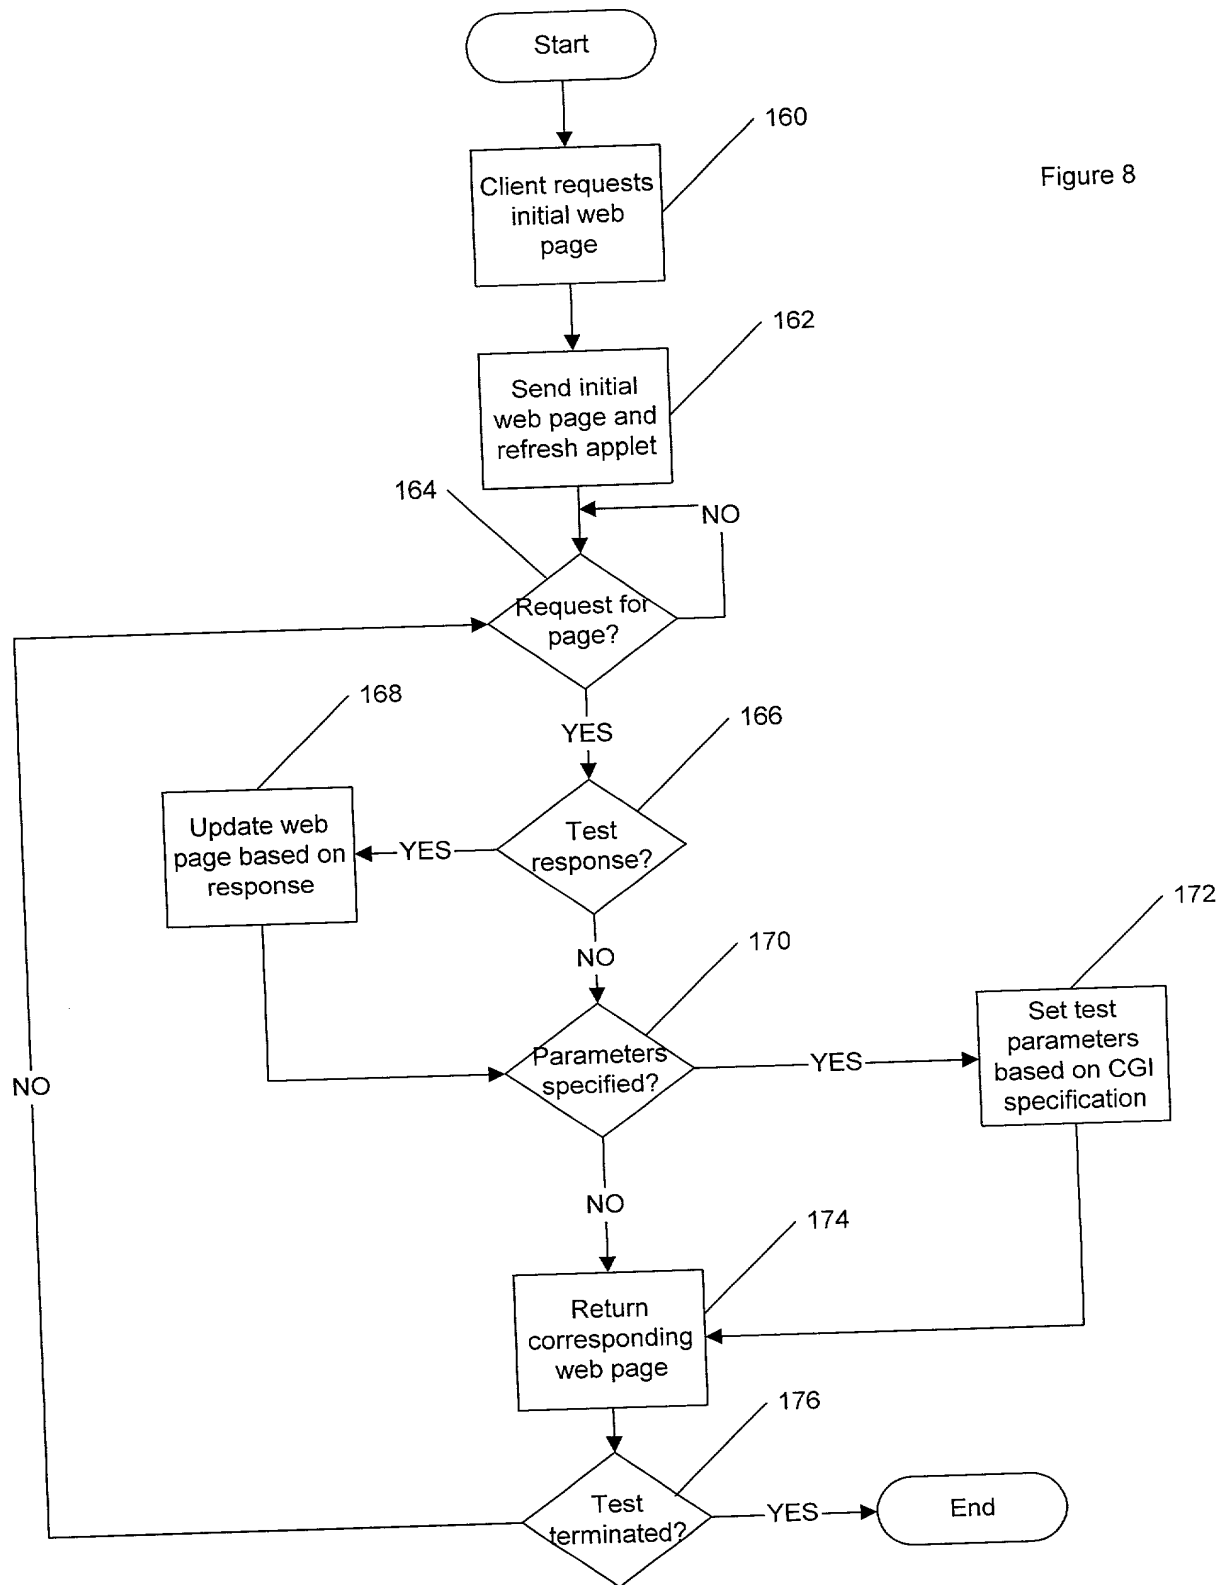 Start
160
Figure 8
Client requests
initial web
page
162
Send initial
web page and
refresh applet
164
NO
Request for
page?
168
166
YES
Update web
page based on
response
YES
Test
response?
172
170
NO
Set test
parameters
based on CGI
specification
Parameters
specified?
YES
NO
NO
174
Return
corresponding
web page
176
Test
terminated?
YES
End